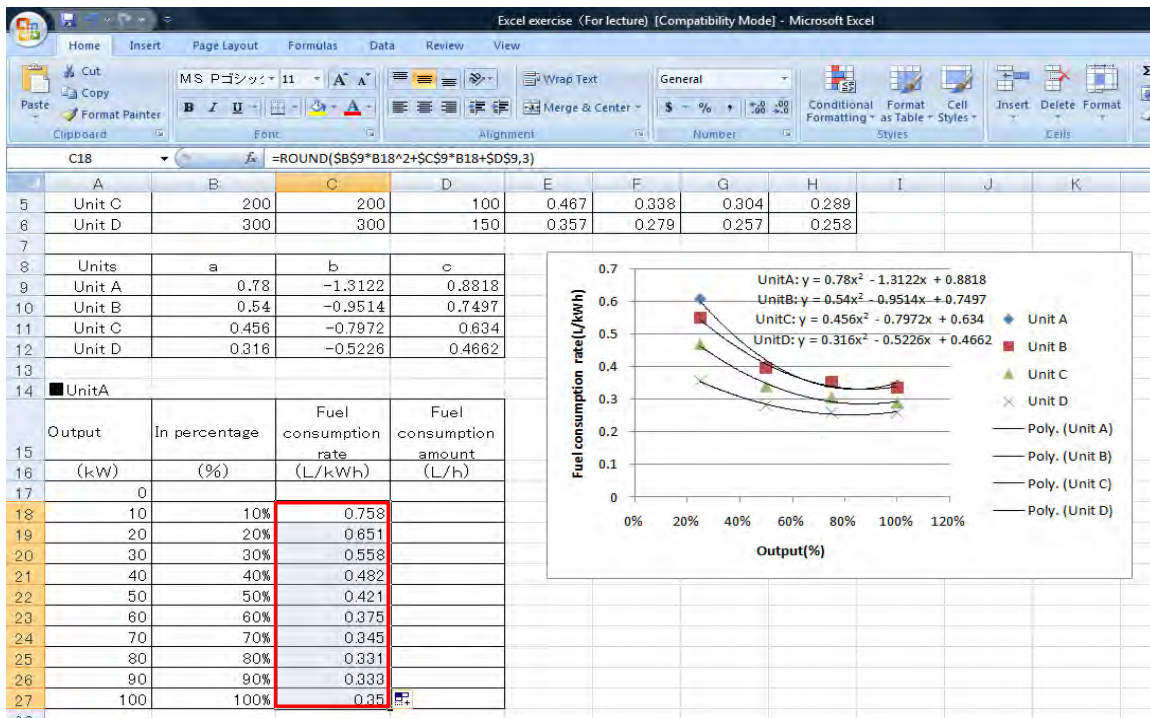 Excel exercise (For lecture) [Compatibility Mode] - Microsoft Excel
Home Insert Page Layout Formulas Data Review View
Paste
Cut
Copy
Format Painter
Clipboard
11
B I U
Font
Wrap Text
Merge & Center
Alignment
General
$ % ,
Number
Conditional Formatting
Format as Table
Cell Styles
Styles
Insert Delete Format
Cells
C18 fx =ROUND($B$9*B18^2+$C$9*B18+$D$9,3)
A B C D E F G H I J K
5 Unit C 200 200 100 0.467 0.338 0.304 0.289
6 Unit D 300 300 150 0.357 0.279 0.257 0.258
7
8 Units a b c
9 Unit A 0.78 −1.3122 0.8818
10 Unit B 0.54 −0.9514 0.7497
11 Unit C 0.456 −0.7972 0.634
12 Unit D 0.316 −0.5226 0.4662
13
14 ■UnitA
15 Output In percentage Fuel consumption rate Fuel consumption amount
16 (kW) (%) (L/kWh) (L/h)
17 0
18 10 10% 0.758
19 20 20% 0.651
20 30 30% 0.558
21 40 40% 0.482
22 50 50% 0.421
23 60 60% 0.375
24 70 70% 0.345
25 80 80% 0.331
26 90 90% 0.333
27 100 100% 0.35
Fuel consumption rate(L/kWh)
0.7
0.6
0.5
0.4
0.3
0.2
0.1
0
0% 20% 40% 60% 80% 100% 120%
Output(%)
UnitA: y = 0.78x² - 1.3122x + 0.8818
UnitB: y = 0.54x² - 0.9514x + 0.7497
UnitC: y = 0.456x² - 0.7972x + 0.634
UnitD: y = 0.316x² - 0.5226x + 0.4662
Unit A
Unit B
Unit C
Unit D
Poly. (Unit A)
Poly. (Unit B)
Poly. (Unit C)
Poly. (Unit D)